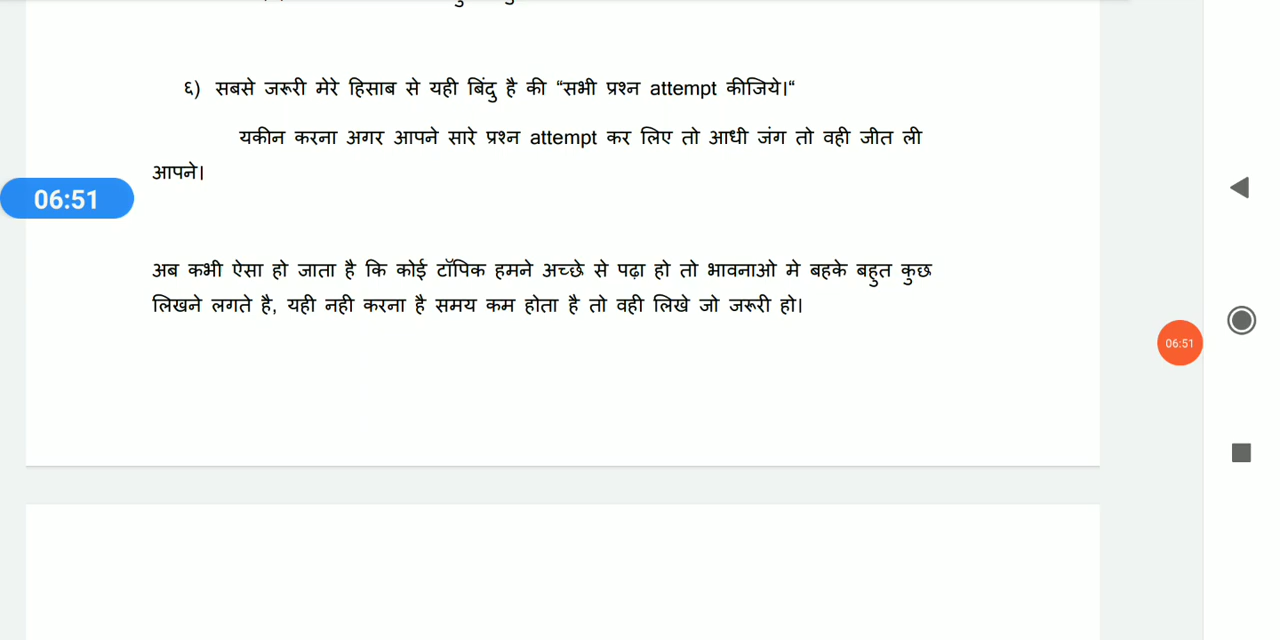 ६) सबसे जरूरी मेरे हिसाब से यही बिंदु है की “सभी प्रश्न attempt कीजिये।“
यकीन करना अगर आपने सारे प्रश्न attempt कर लिए तो आधी जंग तो वही जीत ली
आपने।
06:51
अब कभी ऐसा हो जाता है कि कोई टॉपिक हमने अच्छे से पढ़ा हो तो भावनाओ मे बहके बहुत कुछ
लिखने लगते है, यही नही करना है समय कम होता है तो वही लिखे जो जरूरी हो।
06:51